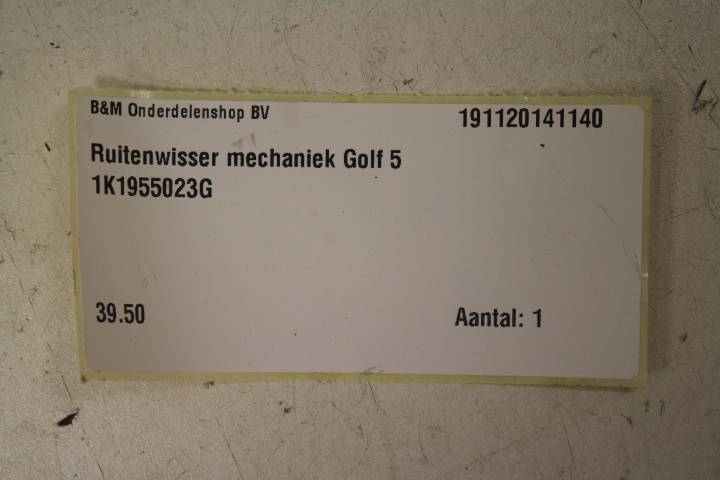 B&M Onderdelenshop BV
191120141140
Ruitenwisser mechaniek Golf 5
1K1955023G
39.50
Aantal: 1